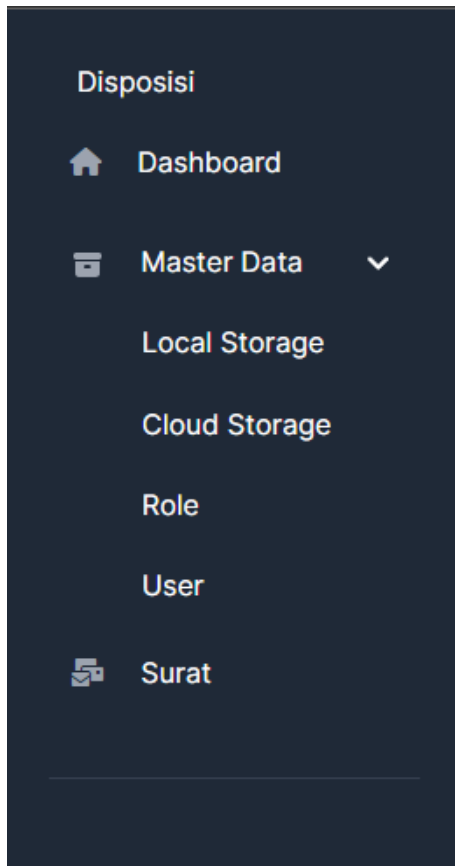 Disposisi
Dashboard
Master Data
Local Storage
Cloud Storage
Role
User
Surat